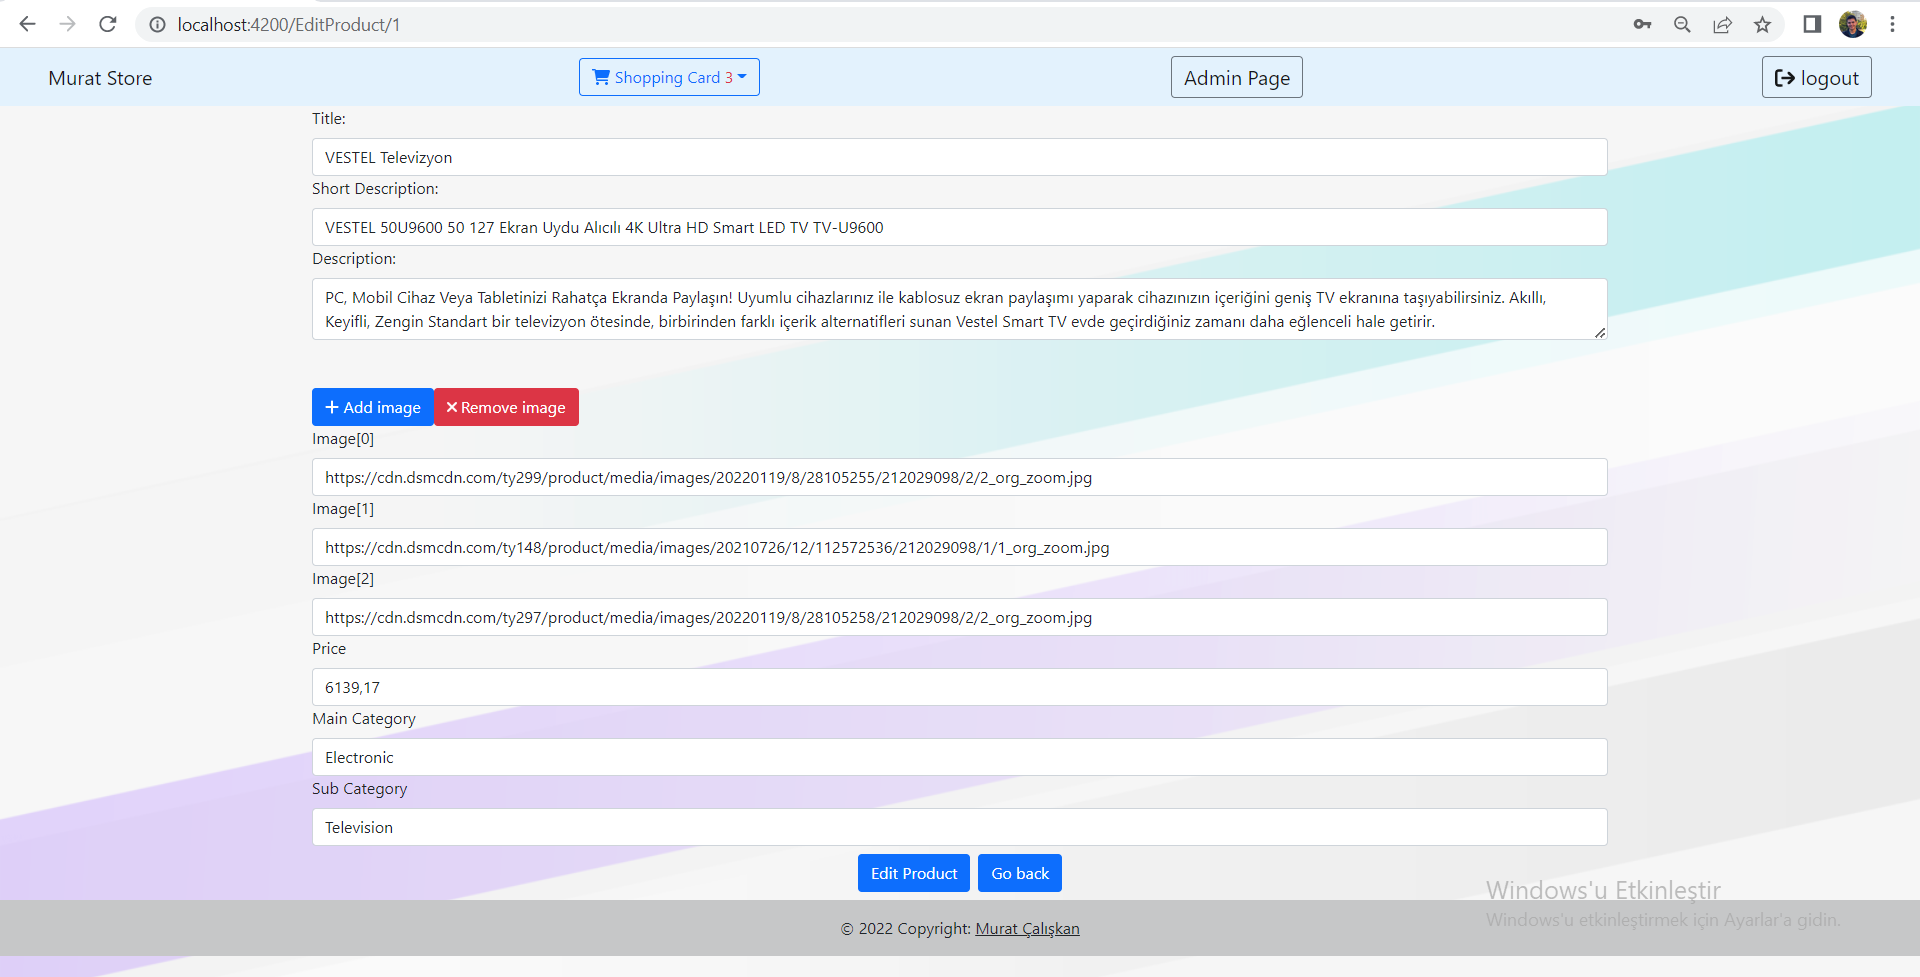 localhost:4200/EditProduct/1
Murat Store
Shopping Card 3
Admin Page
logout
Title:
VESTEL Televizyon
Short Description:
VESTEL 50U9600 50 127 Ekran Uydu Alıcılı 4K Ultra HD Smart LED TV TV-U9600
Description:
PC, Mobil Cihaz Veya Tabletinizi Rahatça Ekranda Paylaşın! Uyumlu cihazlarınız ile kablosuz ekran paylaşımı yaparak cihazınızın içeriğini geniş TV ekranına taşıyabilirsiniz. Akıllı,
Keyifli, Zengin Standart bir televizyon ötesinde, birbirinden farklı içerik alternatifleri sunan Vestel Smart TV evde geçirdiğiniz zamanı daha eğlenceli hale getirir.
Add image
Remove image
Image[0]
https://cdn.dsmcdn.com/ty299/product/media/images/20220119/8/28105255/212029098/2/2_org_zoom.jpg
Image[1]
https://cdn.dsmcdn.com/ty148/product/media/images/20210726/12/112572536/212029098/1/1_org_zoom.jpg
Image[2]
https://cdn.dsmcdn.com/ty297/product/media/images/20220119/8/28105258/212029098/2/2_org_zoom.jpg
Price
6139,17
Main Category
Electronic
Sub Category
Television
Edit Product
Go back
Windows'u Etkinleştir
Windows'u etkinleştirmek için Ayarlar'a gidin.
© 2022 Copyright: Murat Çalışkan